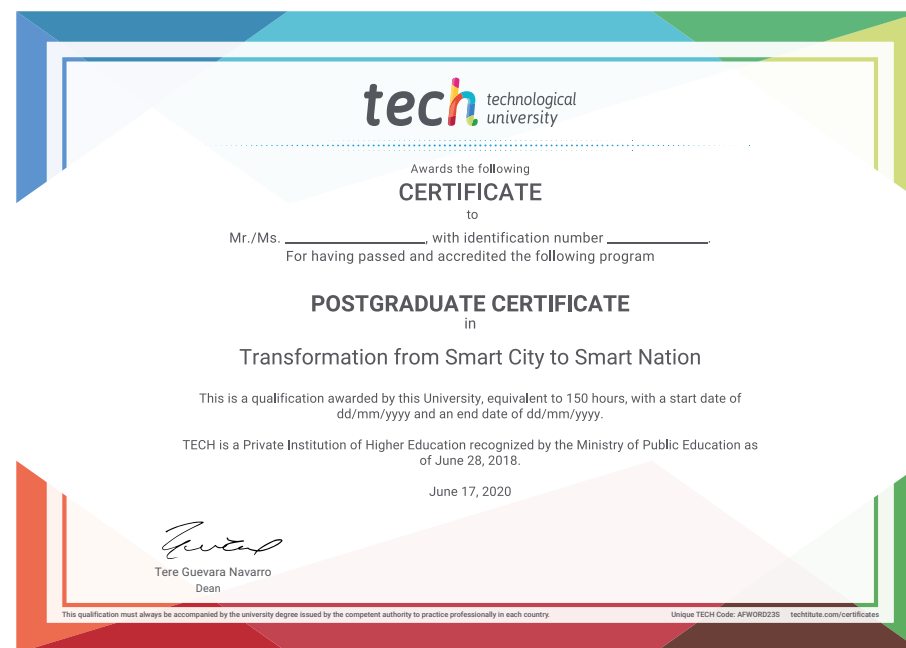 tech technological
university
Awards the following
CERTIFICATE
to
Mr./Ms. ____________________, with identification number ______________.
For having passed and accredited the following program
POSTGRADUATE CERTIFICATE
in
Transformation from Smart City to Smart Nation
This is a qualification awarded by this University, equivalent to 150 hours, with a start date of
dd/mm/yyyy and an end date of dd/mm/yyyy.
TECH is a Private Institution of Higher Education recognized by the Ministry of Public Education as
of June 28, 2018.
June 17, 2020
Tere Guevara Navarro
Dean
This qualification must always be accompanied by the university degree issued by the competent authority to practice professionally in each country. Unique TECH Code: AFWORD23S techtitute.com/certificates